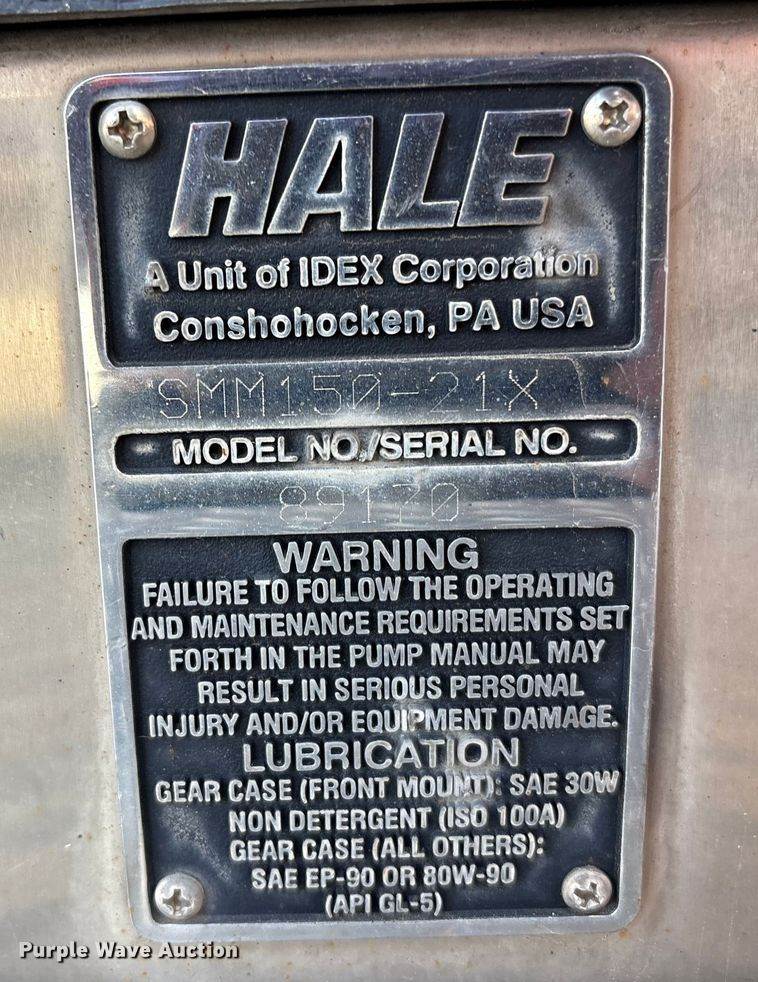 HALE
A Unit of IDEX Corporation
Conshohocken, PA USA
SMM150-21X
MODEL NO./SERIAL NO.
89170
WARNING
FAILURE TO FOLLOW THE OPERATING
AND MAINTENANCE REQUIREMENTS SET
FORTH IN THE PUMP MANUAL MAY
RESULT IN SERIOUS PERSONAL
INJURY AND/OR EQUIPMENT DAMAGE.
LUBRICATION
GEAR CASE (FRONT MOUNT): SAE 30W
NON DETERGENT (ISO 100A)
GEAR CASE (ALL OTHERS):
SAE EP-90 OR 80W-90
(API GL-5)
Purple Wave Auction